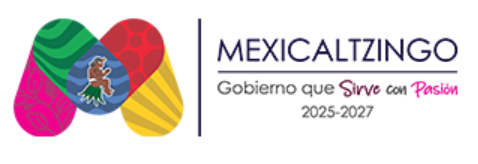 MEXICALTZINGO
Gobierno que Sirve con Pasión
2025-2027